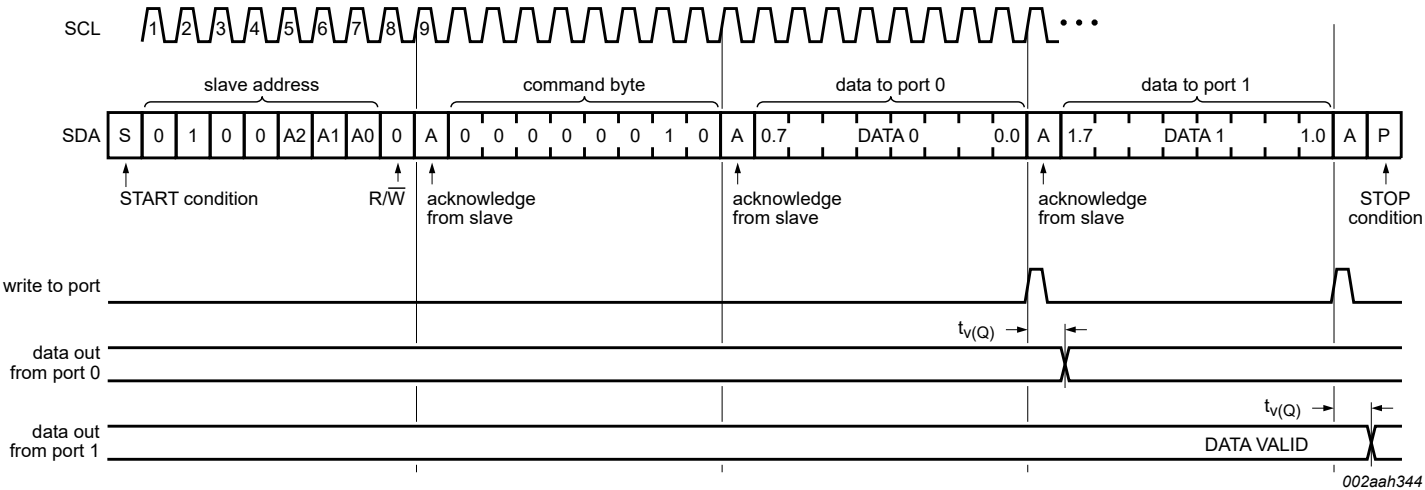 SCL 1 2 3 4 5 6 7 8 9
slave address command byte data to port 0 data to port 1
SDA S 0 1 0 0 A2 A1 A0 0 A 0 0 0 0 0 0 1 0 A 0.7 DATA 0 0.0 A 1.7 DATA 1 1.0 A P
START condition R/W̅ acknowledge from slave acknowledge from slave acknowledge from slave STOP condition
write to port
tv(Q)
data out
from port 0
tv(Q)
data out
from port 1
DATA VALID
002aah344